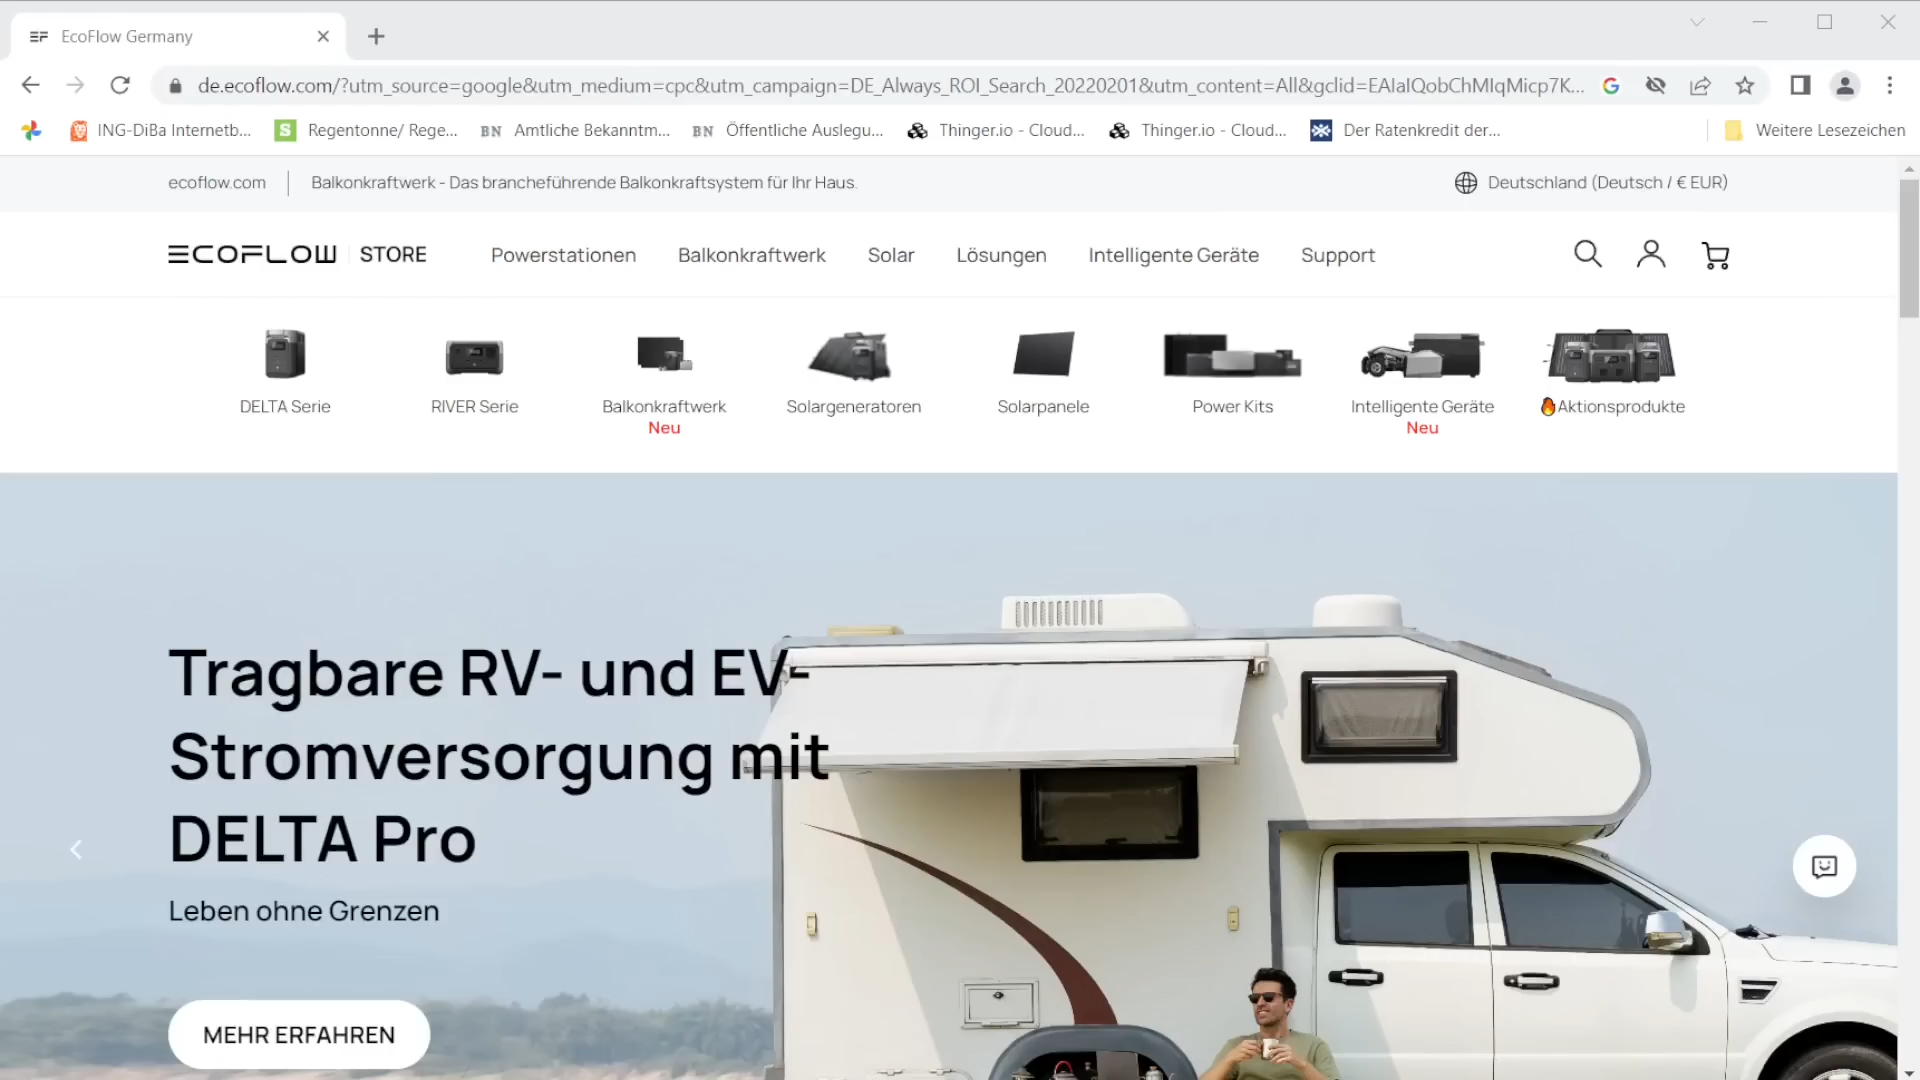 EcoFlow Germany
de.ecoflow.com/?utm_source=google&utm_medium=cpc&utm_campaign=DE_Always_ROI_Search_20220201&utm_content=All&gclid=EAIaIQobChMIqMicp7K...
ING-DiBa Internetb... Regentonne/ Rege... BN Amtliche Bekanntm... BN Öffentliche Auslegu... Thinger.io - Cloud... Thinger.io - Cloud... Der Ratenkredit der... Weitere Lesezeichen
ecoflow.com Balkonkraftwerk - Das brancheführende Balkonkraftsystem für Ihr Haus. Deutschland (Deutsch / € EUR)
ECOFLOW STORE Powerstationen Balkonkraftwerk Solar Lösungen Intelligente Geräte Support
DELTA Serie RIVER Serie Balkonkraftwerk Solargeneratoren Solarpanele Power Kits Intelligente Geräte 🔥Aktionsprodukte
Neu Neu
Tragbare RV- und EV-
Stromversorgung mit
DELTA Pro
Leben ohne Grenzen
MEHR ERFAHREN